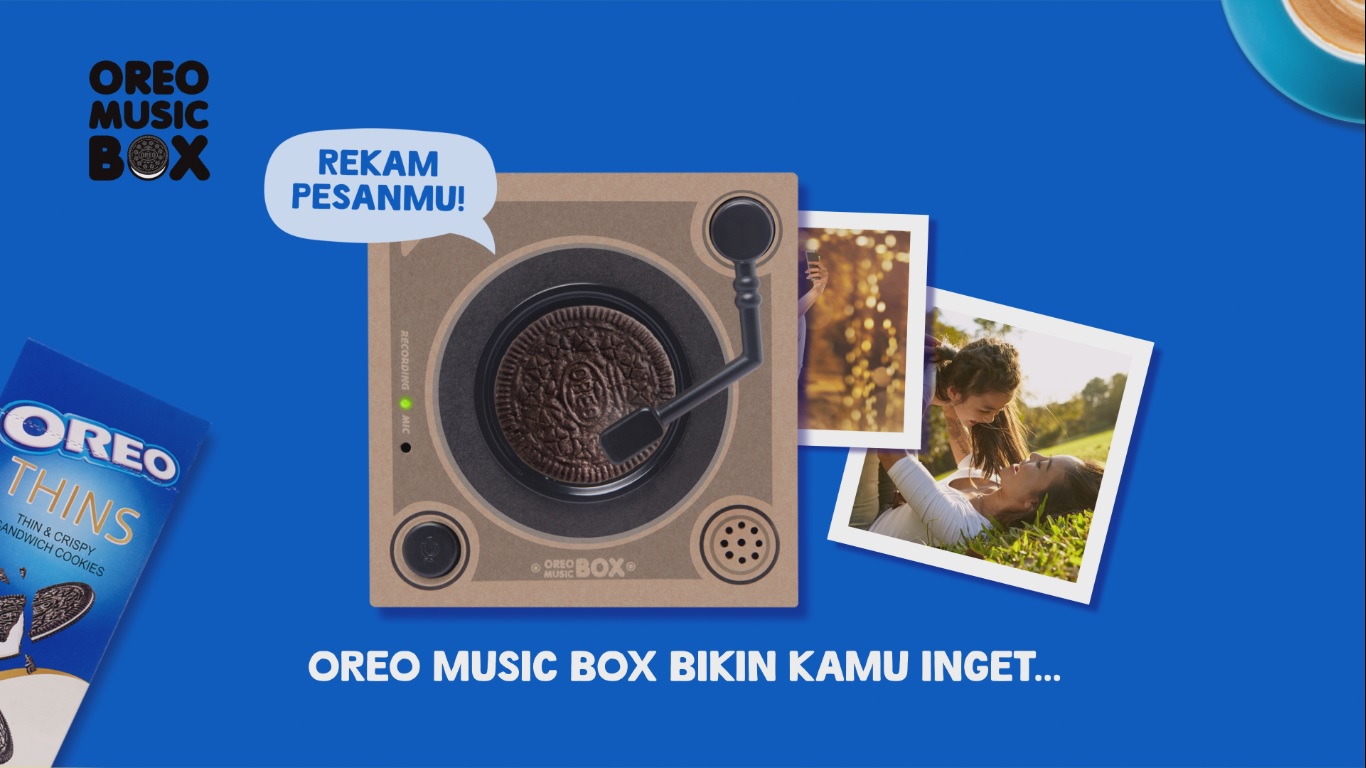 OREO
MUSIC
BOX
REKAM
PESANMU!
RECORDING
MIC
OREO
OREO
MUSIC
BOX
OREO
THINS
THIN & CRISPY
SANDWICH COOKIES
OREO MUSIC BOX BIKIN KAMU INGET...